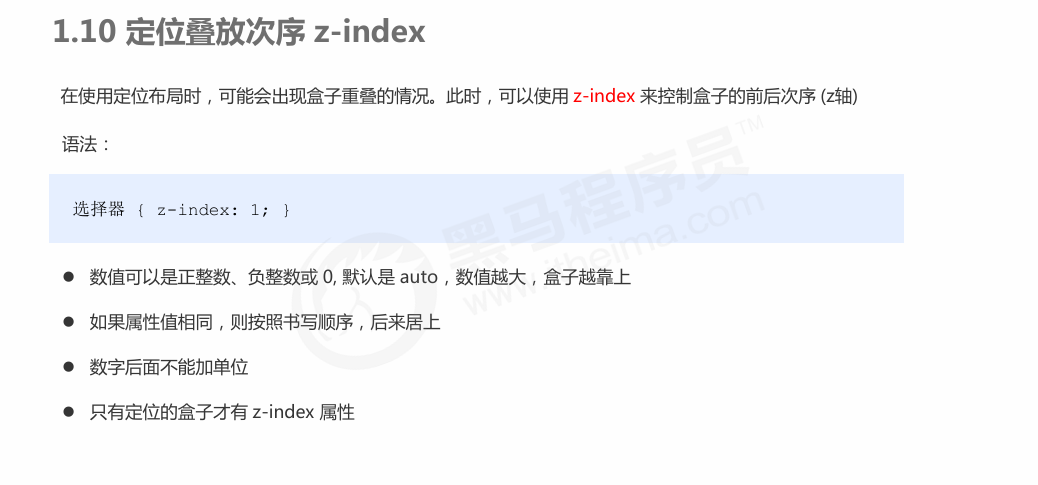 1.10 定位叠放次序 z-index
在使用定位布局时，可能会出现盒子重叠的情况。此时，可以使用 z-index 来控制盒子的前后次序 (z轴)
语法：
选择器 { z-index: 1; }
● 数值可以是正整数、负整数或 0, 默认是 auto，数值越大，盒子越靠上
● 如果属性值相同，则按照书写顺序，后来居上
● 数字后面不能加单位
● 只有定位的盒子才有 z-index 属性
黑马程序员™
www.itheima.com